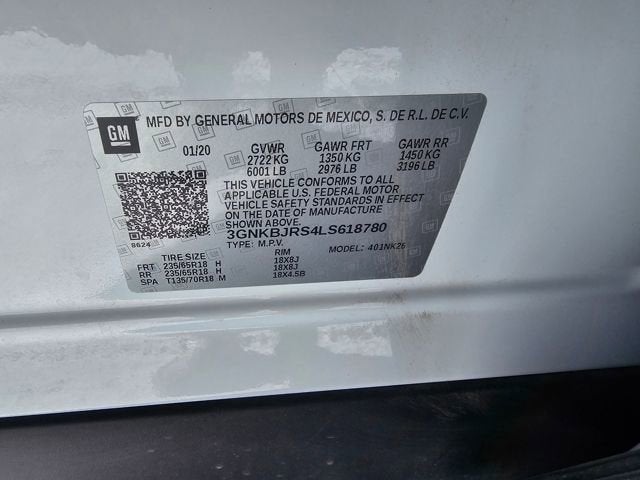 GM
MFD BY GENERAL MOTORS DE MEXICO, S. DE R.L. DE C.V.
01/20 GVWR GAWR FRT GAWR RR
2722 KG 1350 KG 1450 KG
6001 LB 2976 LB 3196 LB
THIS VEHICLE CONFORMS TO ALL
APPLICABLE U.S. FEDERAL MOTOR
VEHICLE SAFETY STANDARDS IN
EFFECT ON THE DATE OF MANUFACTURE
SHOWN ABOVE.
3GNKBJRS4LS618780
8624 TYPE: M.P.V. MODEL: 401NK26
TIRE SIZE RIM
FRT 235/65R18 H 18X8J
RR 235/65R18 H 18X8J
SPA T135/70R18 M 18X4.5B